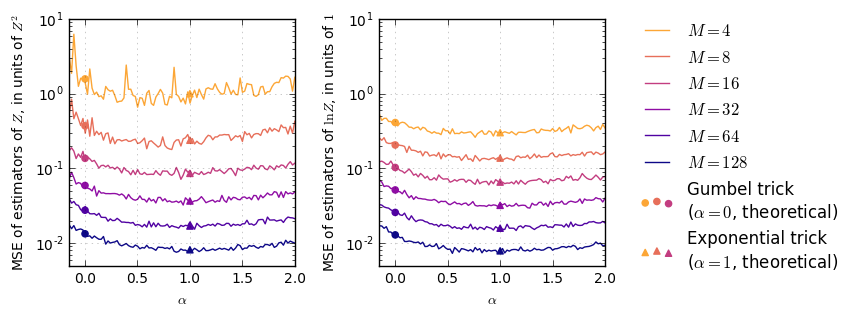 MSE of estimators of Z, in units of Z²
10¹
10⁰
10⁻¹
10⁻²
0.0 0.5 1.0 1.5 2.0
α
MSE of estimators of ln Z, in units of 1
10¹
10⁰
10⁻¹
10⁻²
0.0 0.5 1.0 1.5 2.0
α
M = 4
M = 8
M = 16
M = 32
M = 64
M = 128
Gumbel trick
(α = 0, theoretical)
Exponential trick
(α = 1, theoretical)